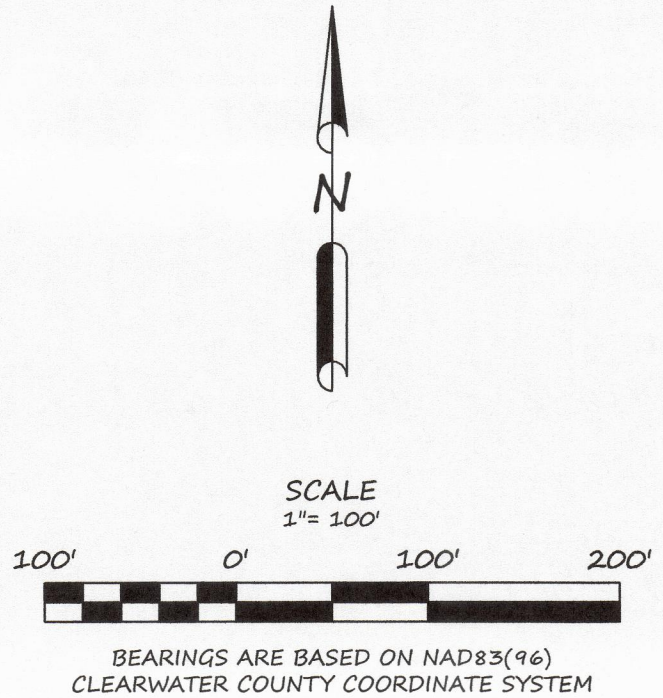 N
SCALE
1"= 100'
100' 0' 100' 200'
BEARINGS ARE BASED ON NAD83(96)
CLEARWATER COUNTY COORDINATE SYSTEM